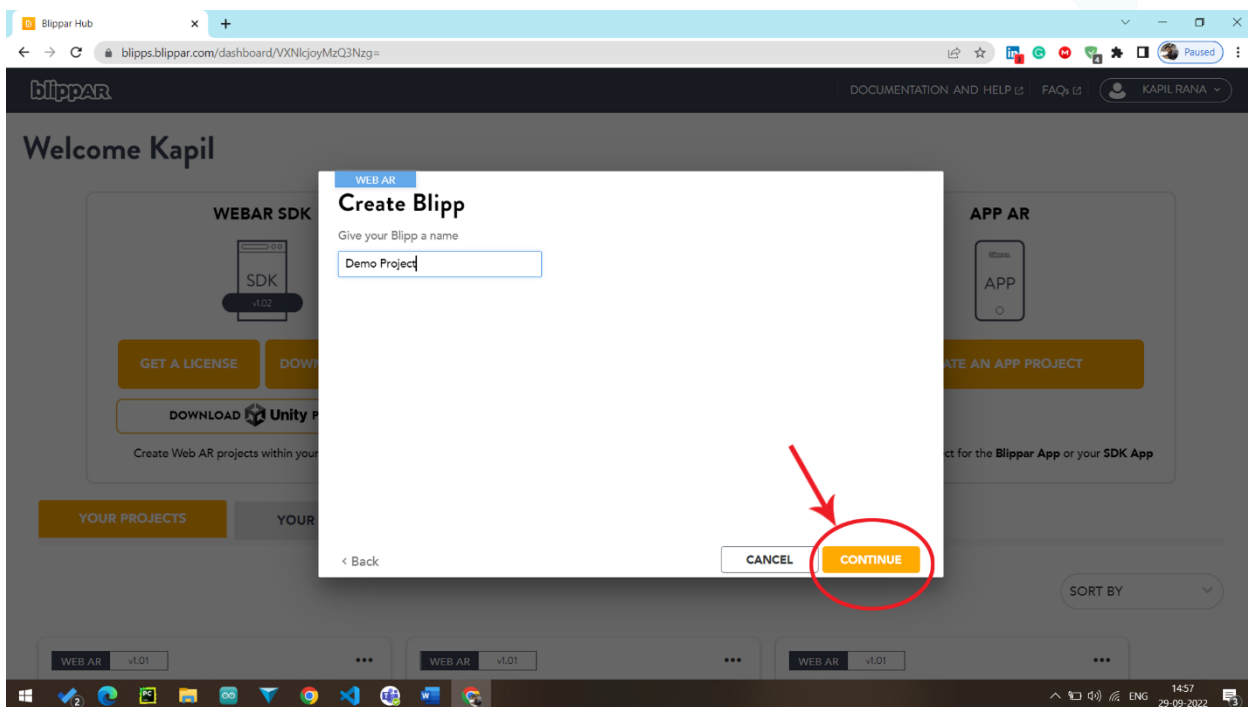 Blippar Hub
blipps.blippar.com/dashboard/VXNlcjoyMzQ3Nzg=
Paused
blippAR
DOCUMENTATION AND HELP
FAQs
KAPIL RANA
Welcome Kapil
WEB AR
Create Blipp
Give your Blipp a name
Demo Project
< Back
CANCEL
CONTINUE
WEBAR SDK
SDK
v1.02
GET A LICENSE
DOWNLOAD Unity
Create Web AR projects within your
APP AR
blippar
APP
AN APP PROJECT
for the Blippar App or your SDK App
YOUR PROJECTS
YOUR
SORT BY
WEB AR v1.01
WEB AR v1.01
WEB AR v1.01
ENG
14:57
29-09-2022